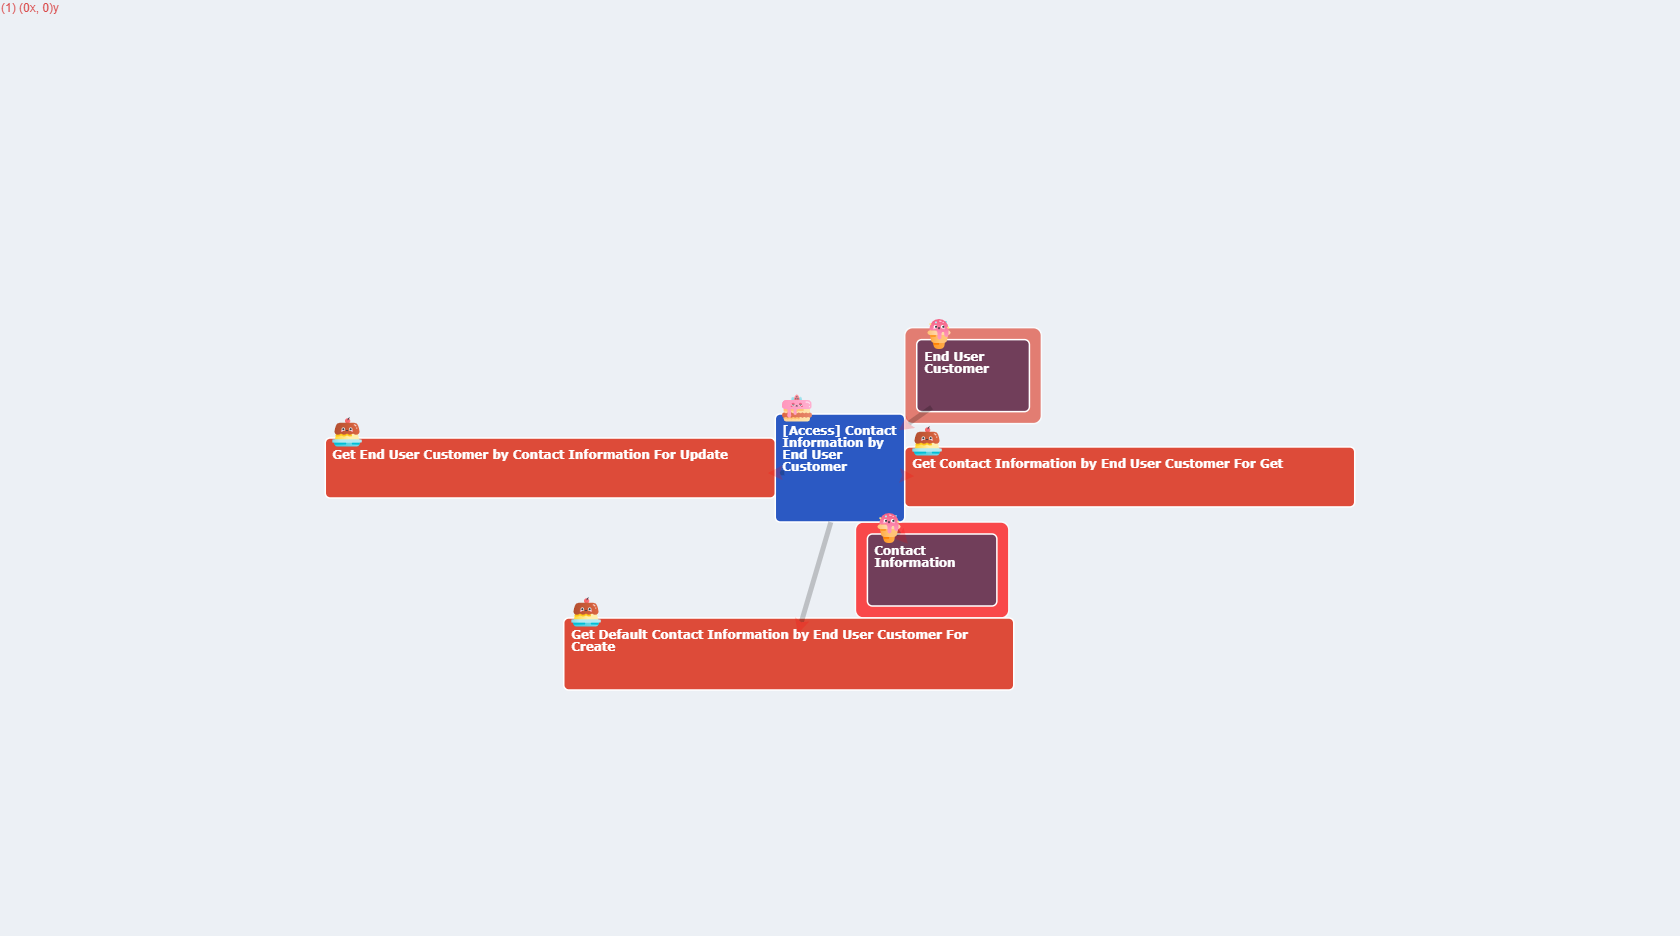 (1) (0x, 0)y
End User
Customer
[Access] Contact
Information by
End User
Customer
Get End User Customer by Contact Information For Update
Get Contact Information by End User Customer For Get
Contact
Information
Get Default Contact Information by End User Customer For
Create